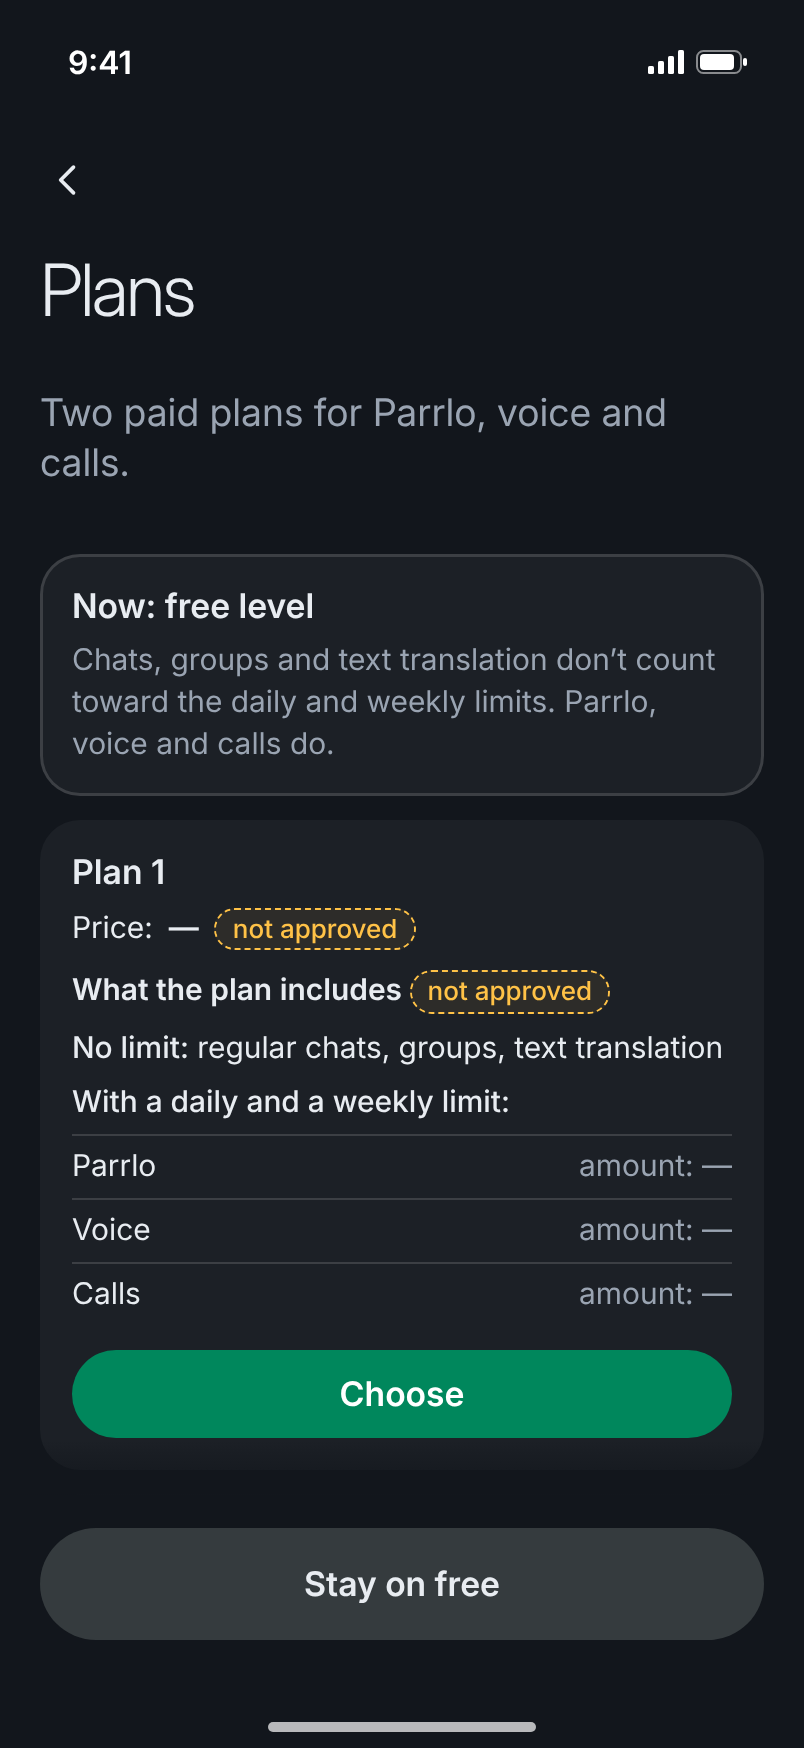 9:41
Plans
Two paid plans for Parrlo, voice and
calls.
Now: free level
Chats, groups and text translation don’t count
toward the daily and weekly limits. Parrlo,
voice and calls do.
Plan 1
Price: — not approved
What the plan includes not approved
No limit: regular chats, groups, text translation
With a daily and a weekly limit:
Parrlo amount: —
Voice amount: —
Calls amount: —
Choose
Stay on free